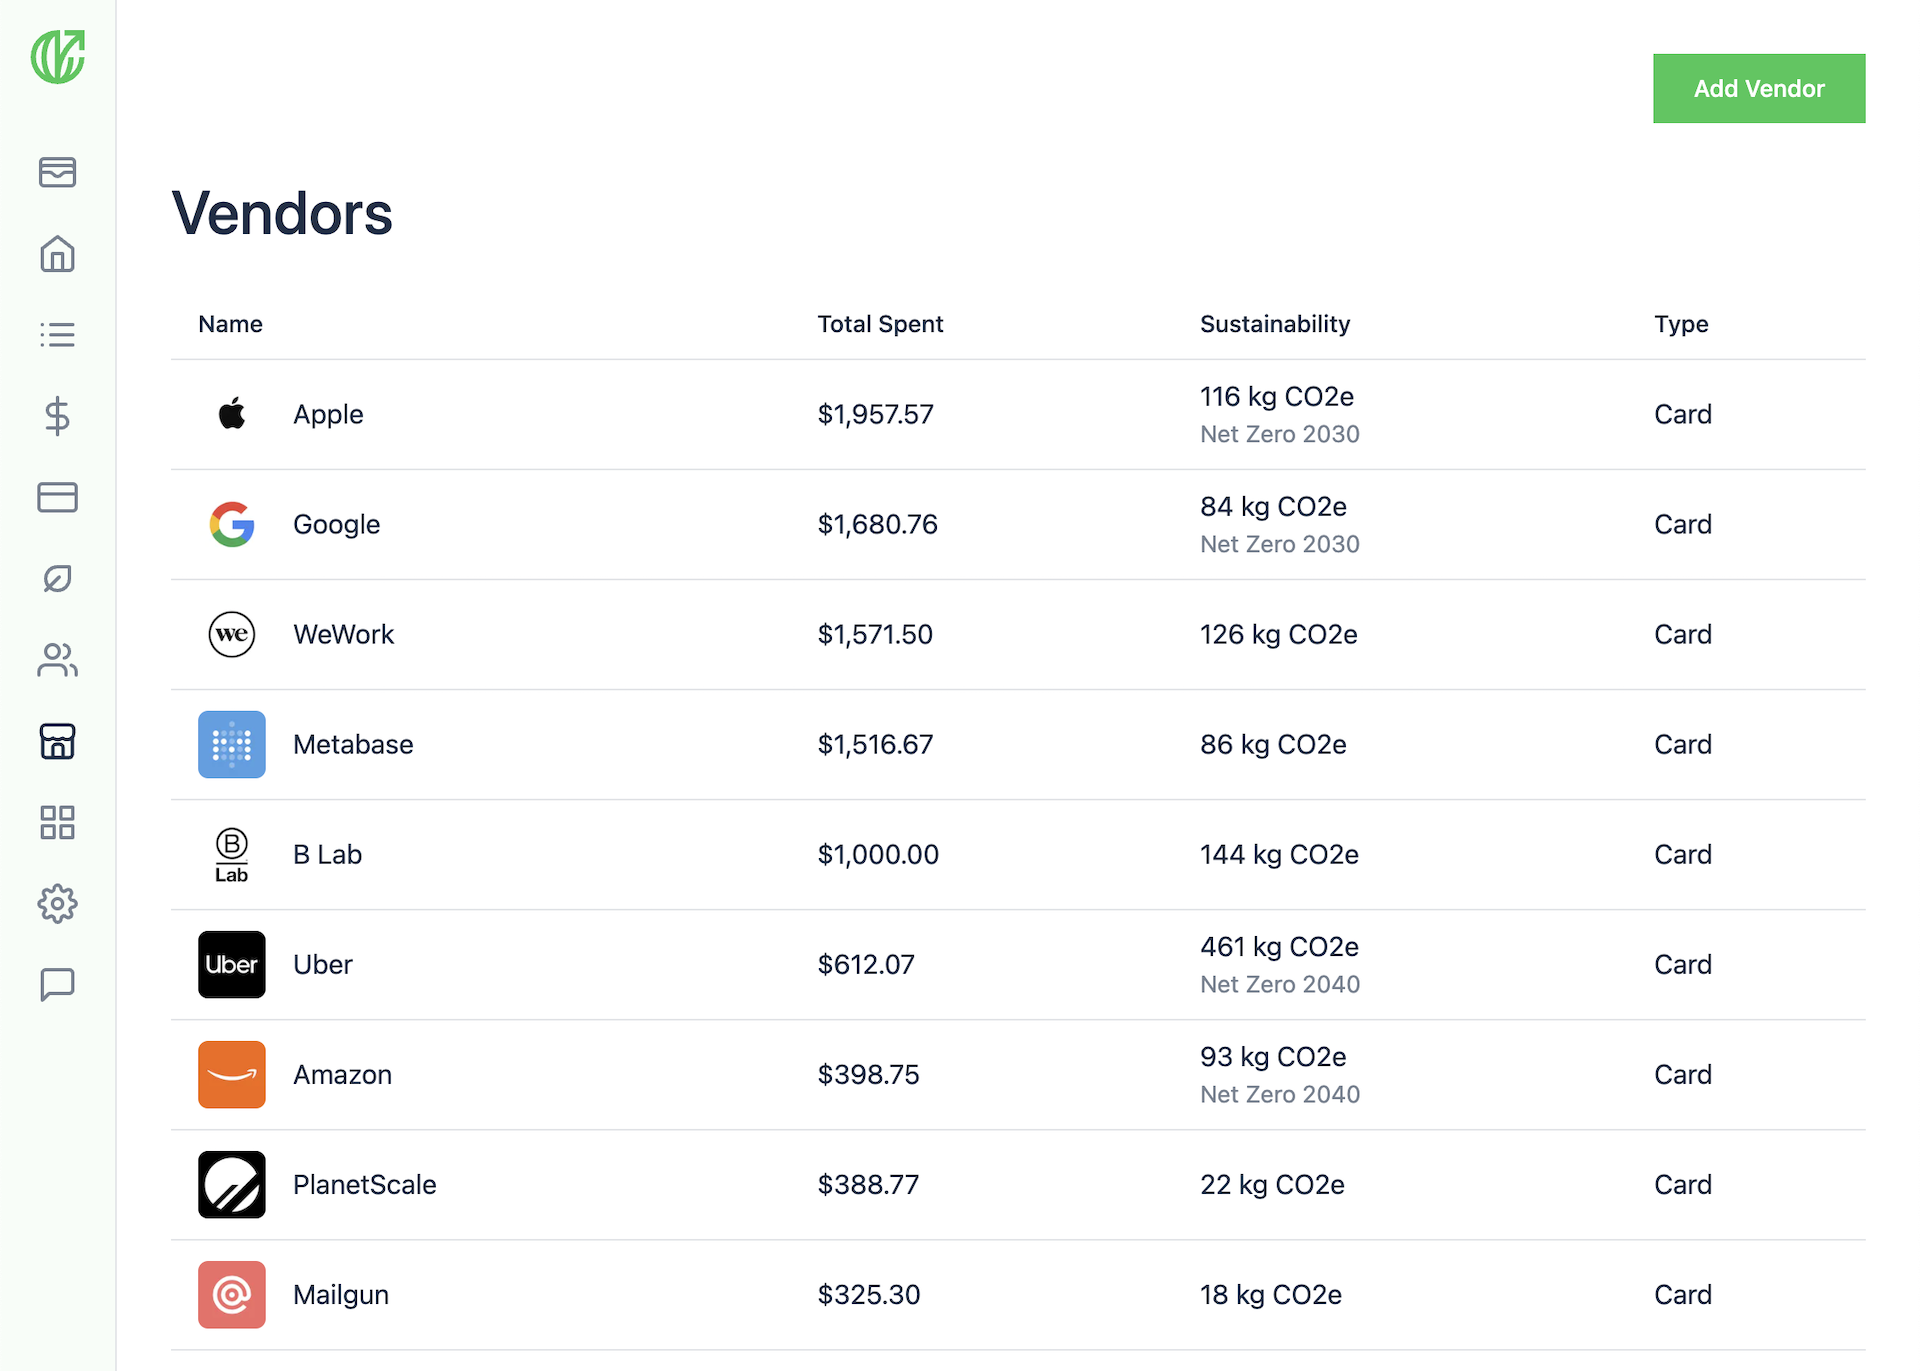 Add Vendor
Vendors
Name Total Spent Sustainability Type
Apple $1,957.57 116 kg CO2e Card
Net Zero 2030
Google $1,680.76 84 kg CO2e Card
Net Zero 2030
we WeWork $1,571.50 126 kg CO2e Card
Metabase $1,516.67 86 kg CO2e Card
B
Lab B Lab $1,000.00 144 kg CO2e Card
Uber Uber $612.07 461 kg CO2e Card
Net Zero 2040
Amazon $398.75 93 kg CO2e Card
Net Zero 2040
PlanetScale $388.77 22 kg CO2e Card
Mailgun $325.30 18 kg CO2e Card